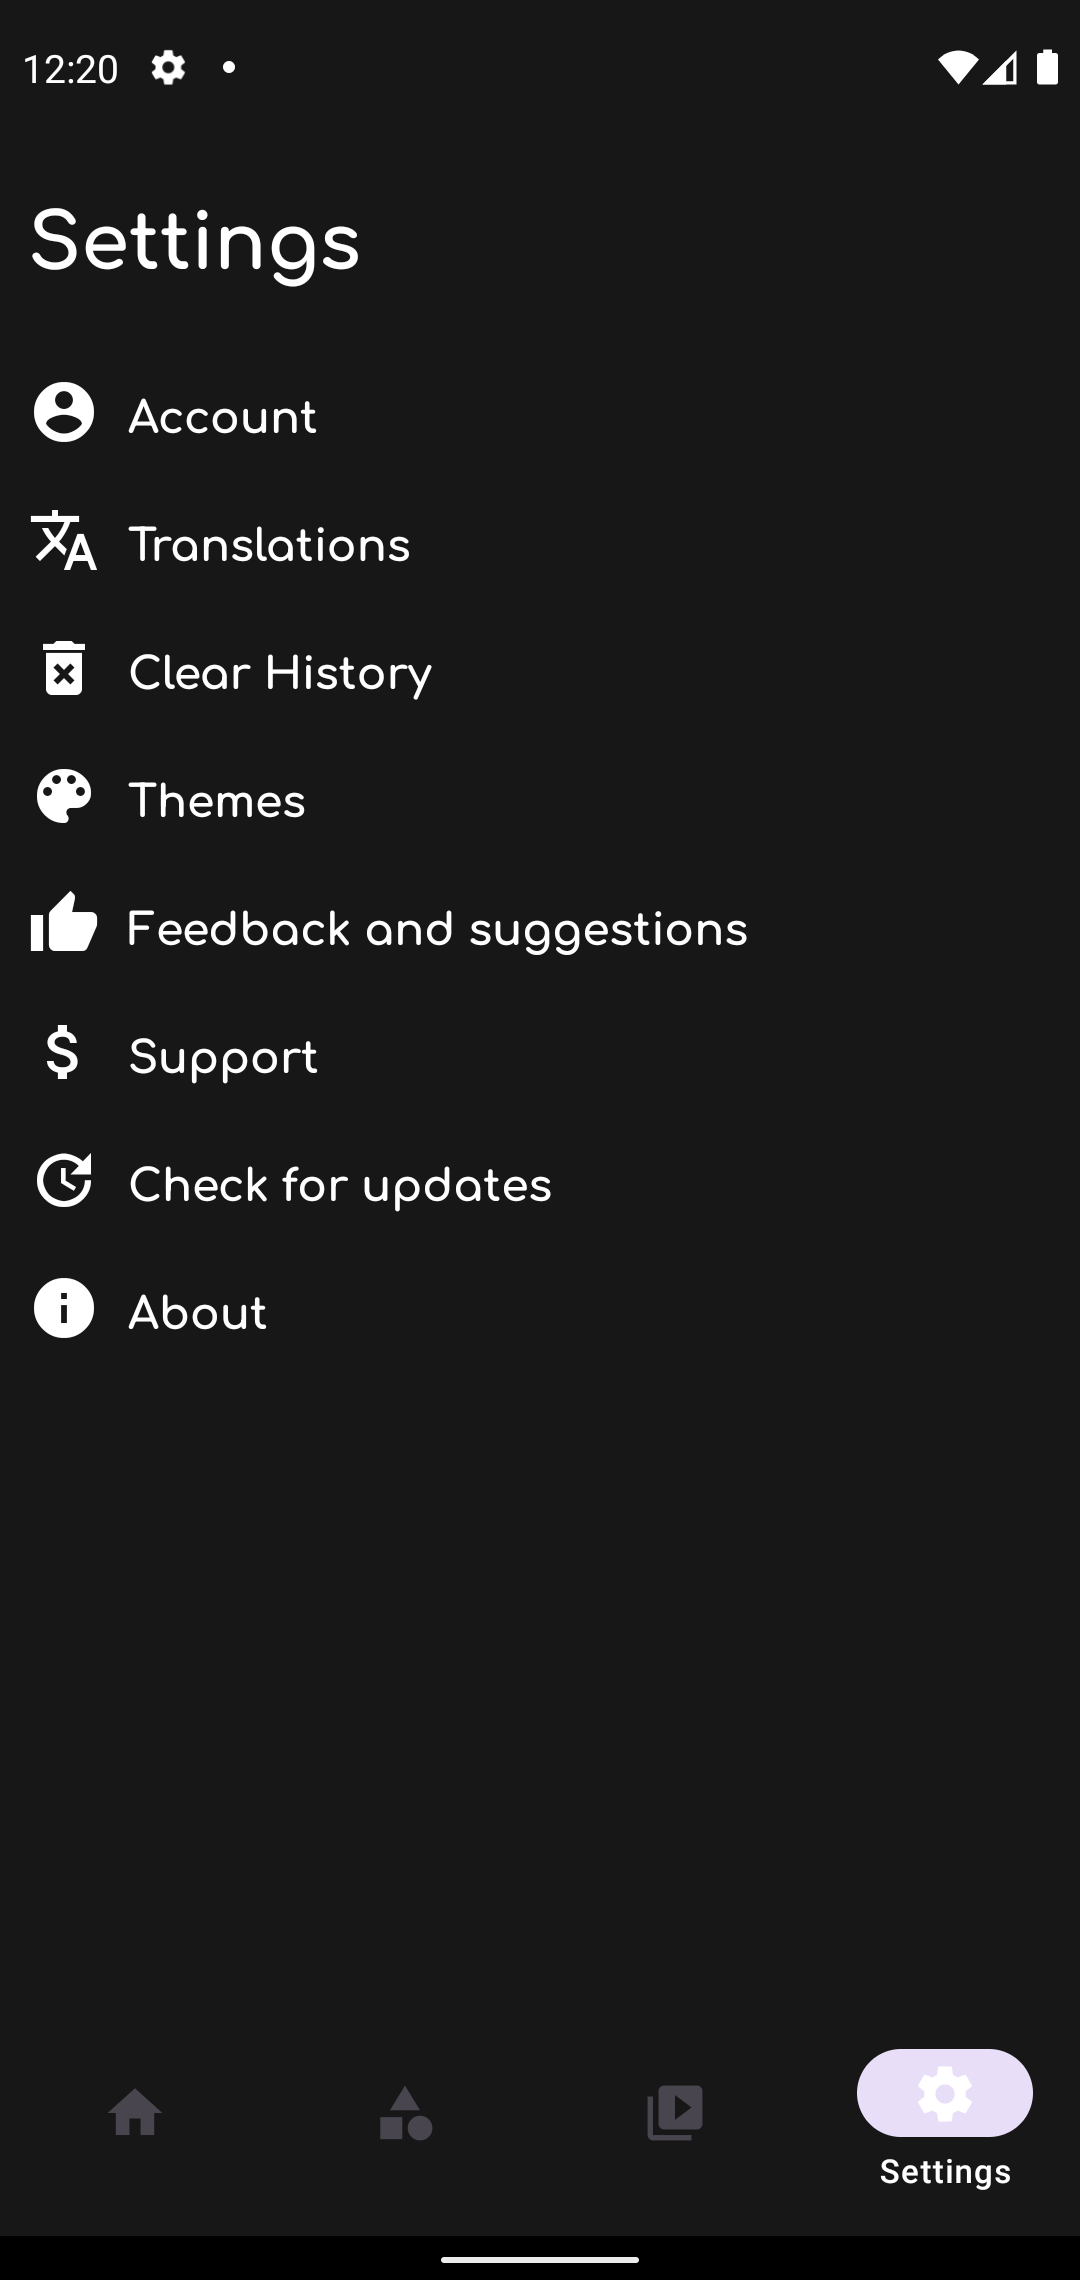 12:20
Settings
Account
Translations
Clear History
Themes
Feedback and suggestions
Support
Check for updates
About
Settings